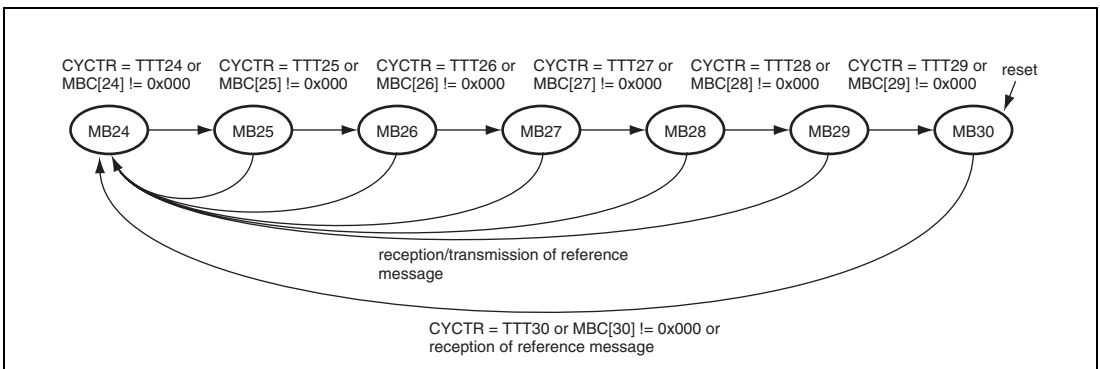 CYCTR = TTT24 or
MBC[24] != 0x000
CYCTR = TTT25 or
MBC[25] != 0x000
CYCTR = TTT26 or
MBC[26] != 0x000
CYCTR = TTT27 or
MBC[27] != 0x000
CYCTR = TTT28 or
MBC[28] != 0x000
CYCTR = TTT29 or
MBC[29] != 0x000
reset
MB24
MB25
MB26
MB27
MB28
MB29
MB30
reception/transmission of reference
message
CYCTR = TTT30 or MBC[30] != 0x000 or
reception of reference message